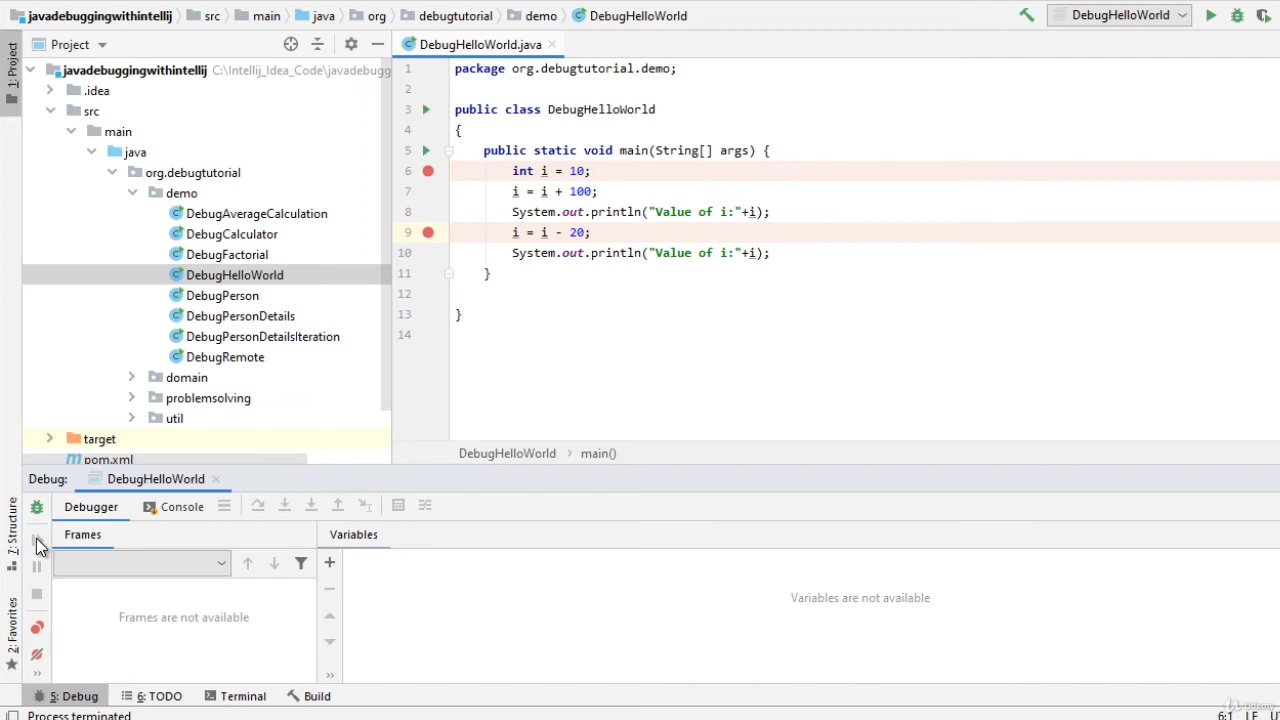 javadebuggingwithintellij src main java org debugtutorial demo DebugHelloWorld
DebugHelloWorld
1: Project
Project
javadebuggingwithintellij C:\Intellij_Idea_Code\javadebugg
.idea
src
main
java
org.debugtutorial
demo
DebugAverageCalculation
DebugCalculator
DebugFactorial
DebugHelloWorld
DebugPerson
DebugPersonDetails
DebugPersonDetailsIteration
DebugRemote
domain
problemsolving
util
target
pom.xml
DebugHelloWorld.java
1 package org.debugtutorial.demo;
2
3 public class DebugHelloWorld
4 {
5 public static void main(String[] args) {
6 int i = 10;
7 i = i + 100;
8 System.out.println("Value of i:"+i);
9 i = i - 20;
10 System.out.println("Value of i:"+i);
11 }
12
13 }
14
DebugHelloWorld › main()
Debug: DebugHelloWorld
Debugger Console
Frames
Variables
Frames are not available
Variables are not available
7: Structure
2: Favorites
5: Debug 6: TODO Terminal Build
Process terminated
6:1 LF
Udemy